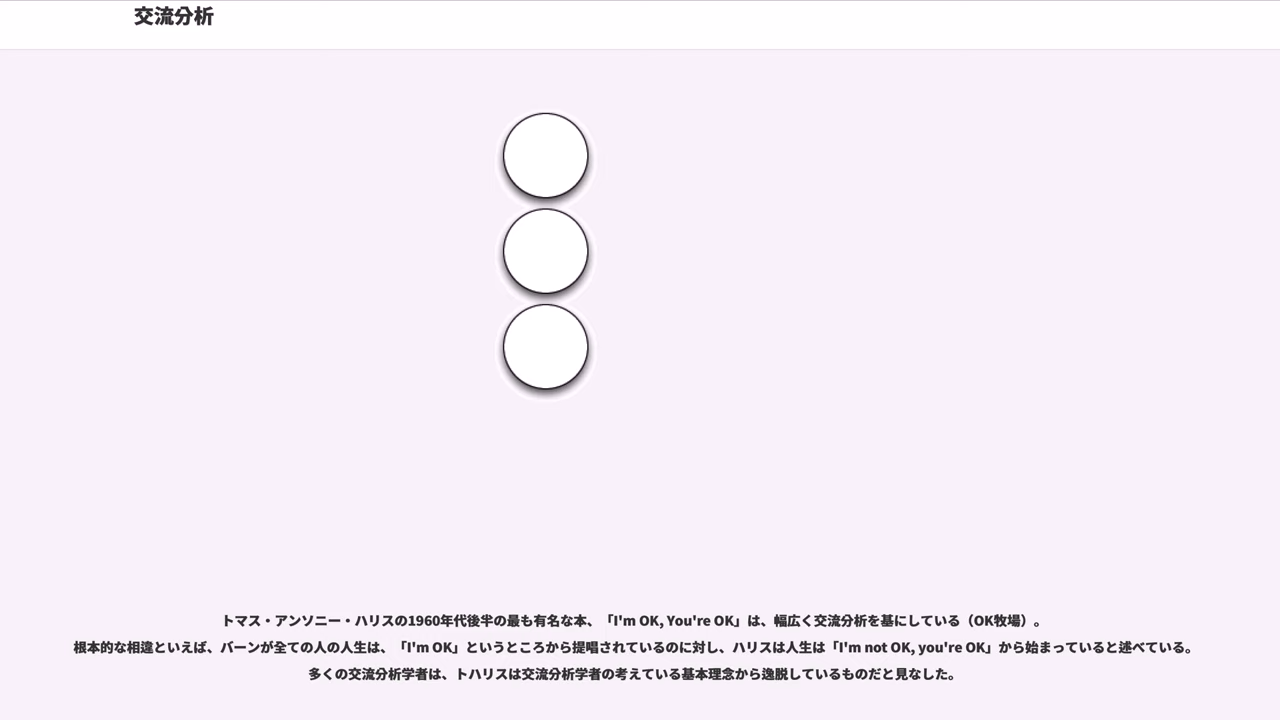 交流分析
トマス・アンソニー・ハリスの1960年代後半の最も有名な本、「I'm OK, You're OK」は、幅広く交流分析を基にしている（OK牧場）。
根本的な相違といえば、バーンが全ての人の人生は、「I'm OK」というところから提唱されているのに対し、ハリスは人生は「I'm not OK, you're OK」から始まっていると述べている。
多くの交流分析学者は、トハリスは交流分析学者の考えている基本理念から逸脱しているものだと見なした。